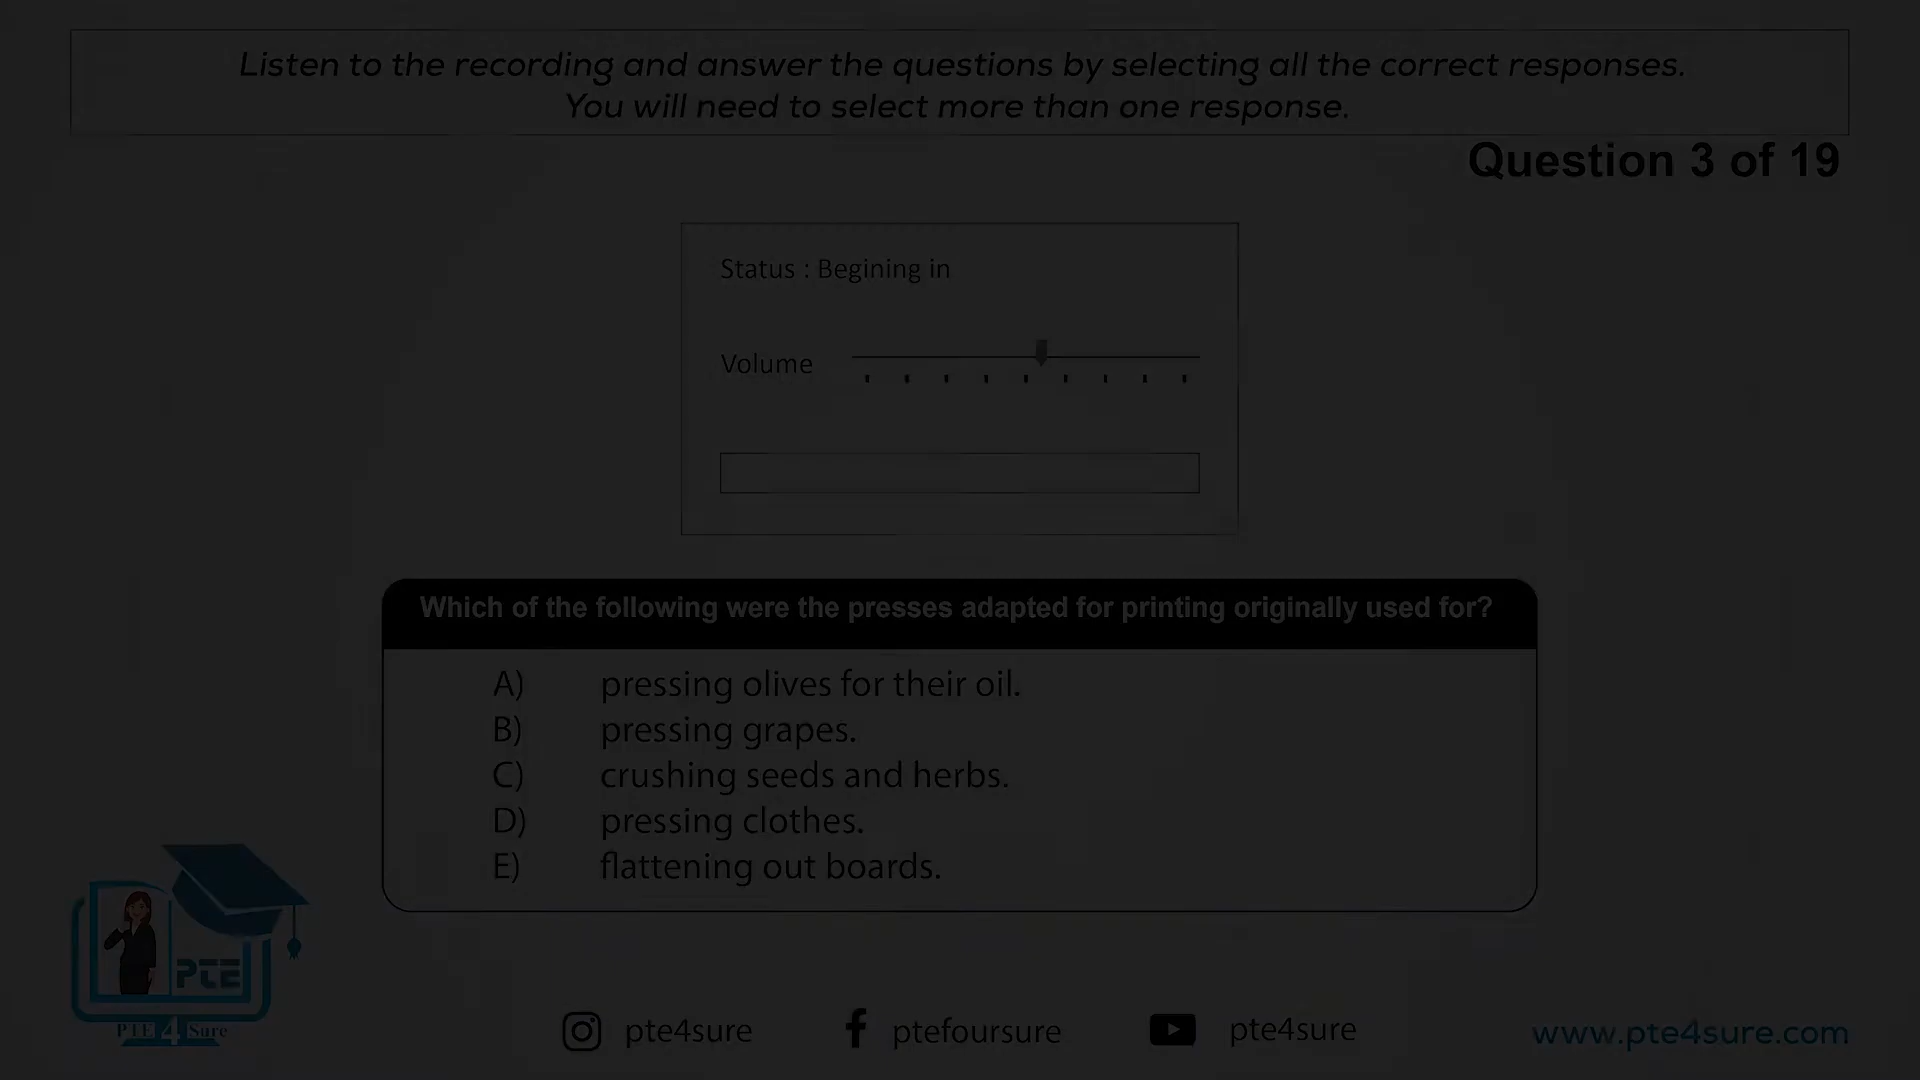 Listen to the recording and answer the questions by selecting all the correct responses.
You will need to select more than one response.
Question 3 of 19
Status : Begining in
Volume
Which of the following were the presses adapted for printing originally used for?
A) pressing olives for their oil.
B) pressing grapes.
C) crushing seeds and herbs.
D) pressing clothes.
E) flattening out boards.
PTE
PTE 4 Sure
pte4sure
ptefoursure
pte4sure
www.pte4sure.com